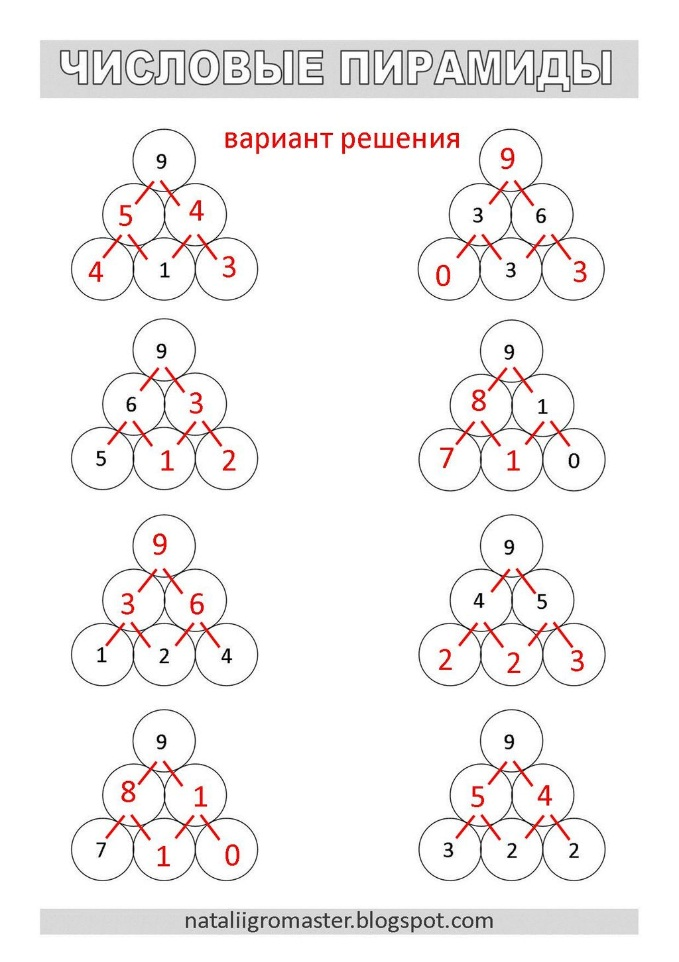 ЧИСЛОВЫЕ ПИРАМИДЫ
вариант решения
9 9
5 4 3 6
4 1 3 0 3 3
9 9
6 3 8 1
5 1 2 7 1 0
9 9
3 6 4 5
1 2 4 2 2 3
9 9
8 1 5 4
7 1 0 3 2 2
nataliigromaster.blogspot.com